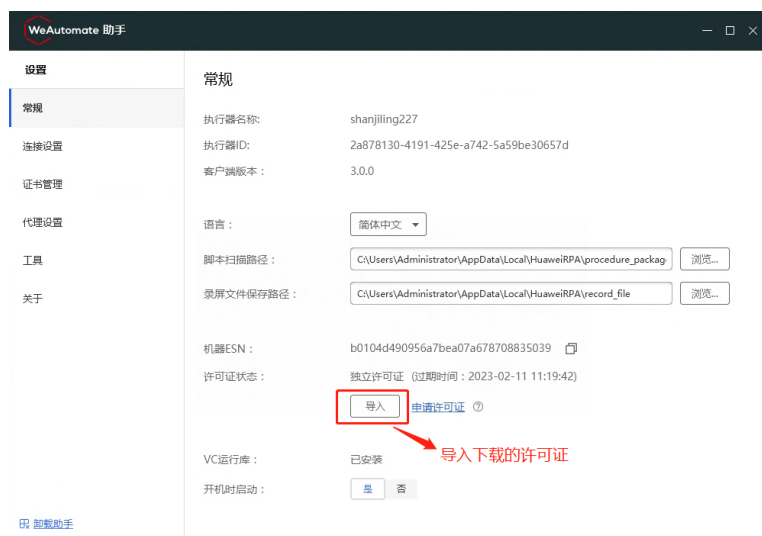 WeAutomate 助手
设置
常规
常规
执行器名称: shanjiling227
执行器ID: 2a878130-4191-425e-a742-5a59be30657d
连接设置
客户端版本： 3.0.0
证书管理
代理设置
语言： 简体中文
工具
脚本扫描路径： C:\Users\Administrator\AppData\Local\HuaweiRPA\procedure_packag 浏览...
关于
录屏文件保存路径： C:\Users\Administrator\AppData\Local\HuaweiRPA\record_file 浏览...
机器ESN： b0104d490956a7bea07a678708835039
许可证状态： 独立许可证 (过期时间：2023-02-11 11:19:42)
导入 申请许可证 ?
导入下载的许可证
VC运行库： 已安装
开机时启动： 是 否
卸载助手